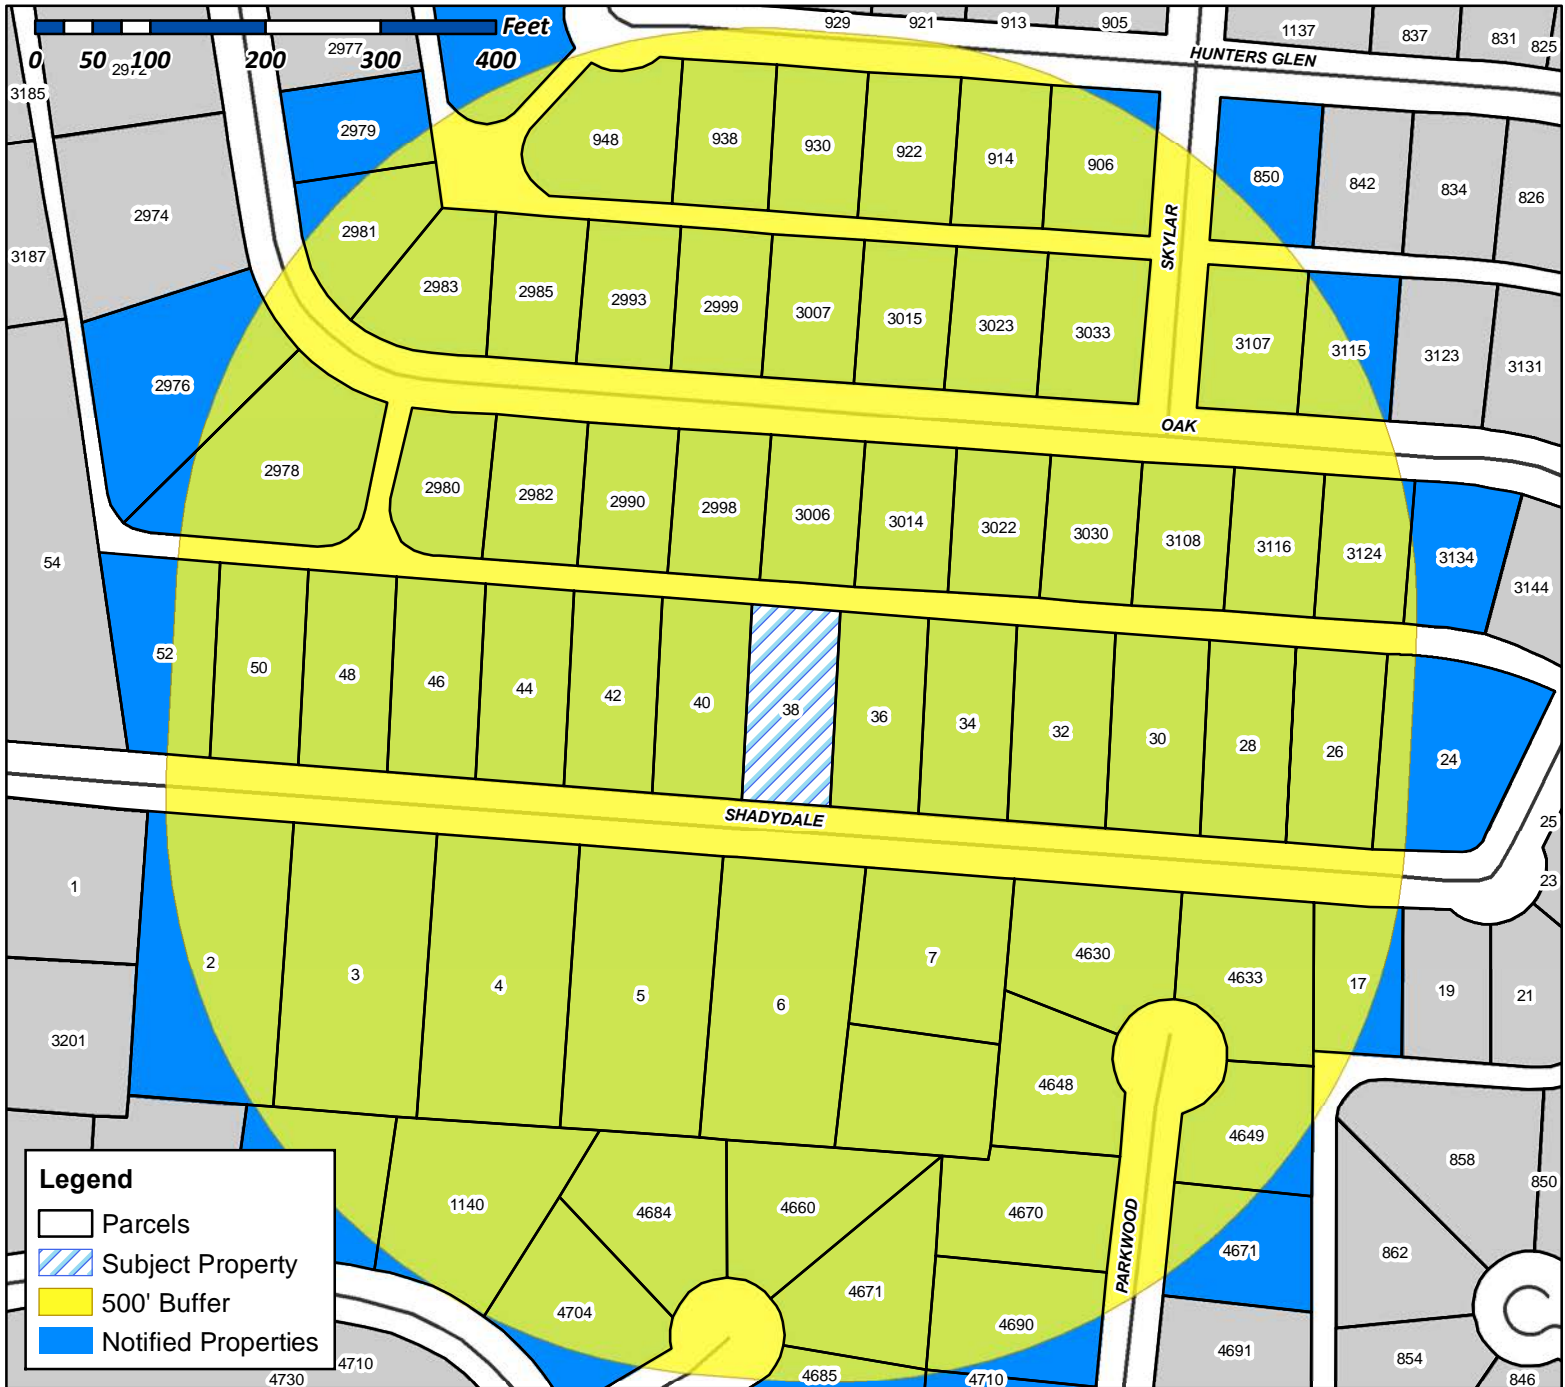 929 921 913 905 1137 837 831 825
Feet
0 50 100 200 300 400
HUNTERS GLEN
2977
2972
3185
2979 948 938 930 922 914 906 850 842 834 826
2974 2981 SKYLAR
3187
2983 2985 2993 2999 3007 3015 3023 3033 3107 3115 3123 3131
2976
OAK
2978 2980 2982 2990 2998 3006 3014 3022 3030 3108 3116 3124 3134 3144
54
52 50 48 46 44 42 40 38 36 34 32 30 28 26 24
SHADYDALE
25
23
1
2 3 4 5 6 7 4630 4633 17 19 21
3201
4648
4649 858 850
1140 4684 4660 4670 PARKWOOD 4671 862
4704 4671 4690
4691 854 846
4710 4730 4685 4710
Legend
Parcels
Subject Property
500' Buffer
Notified Properties